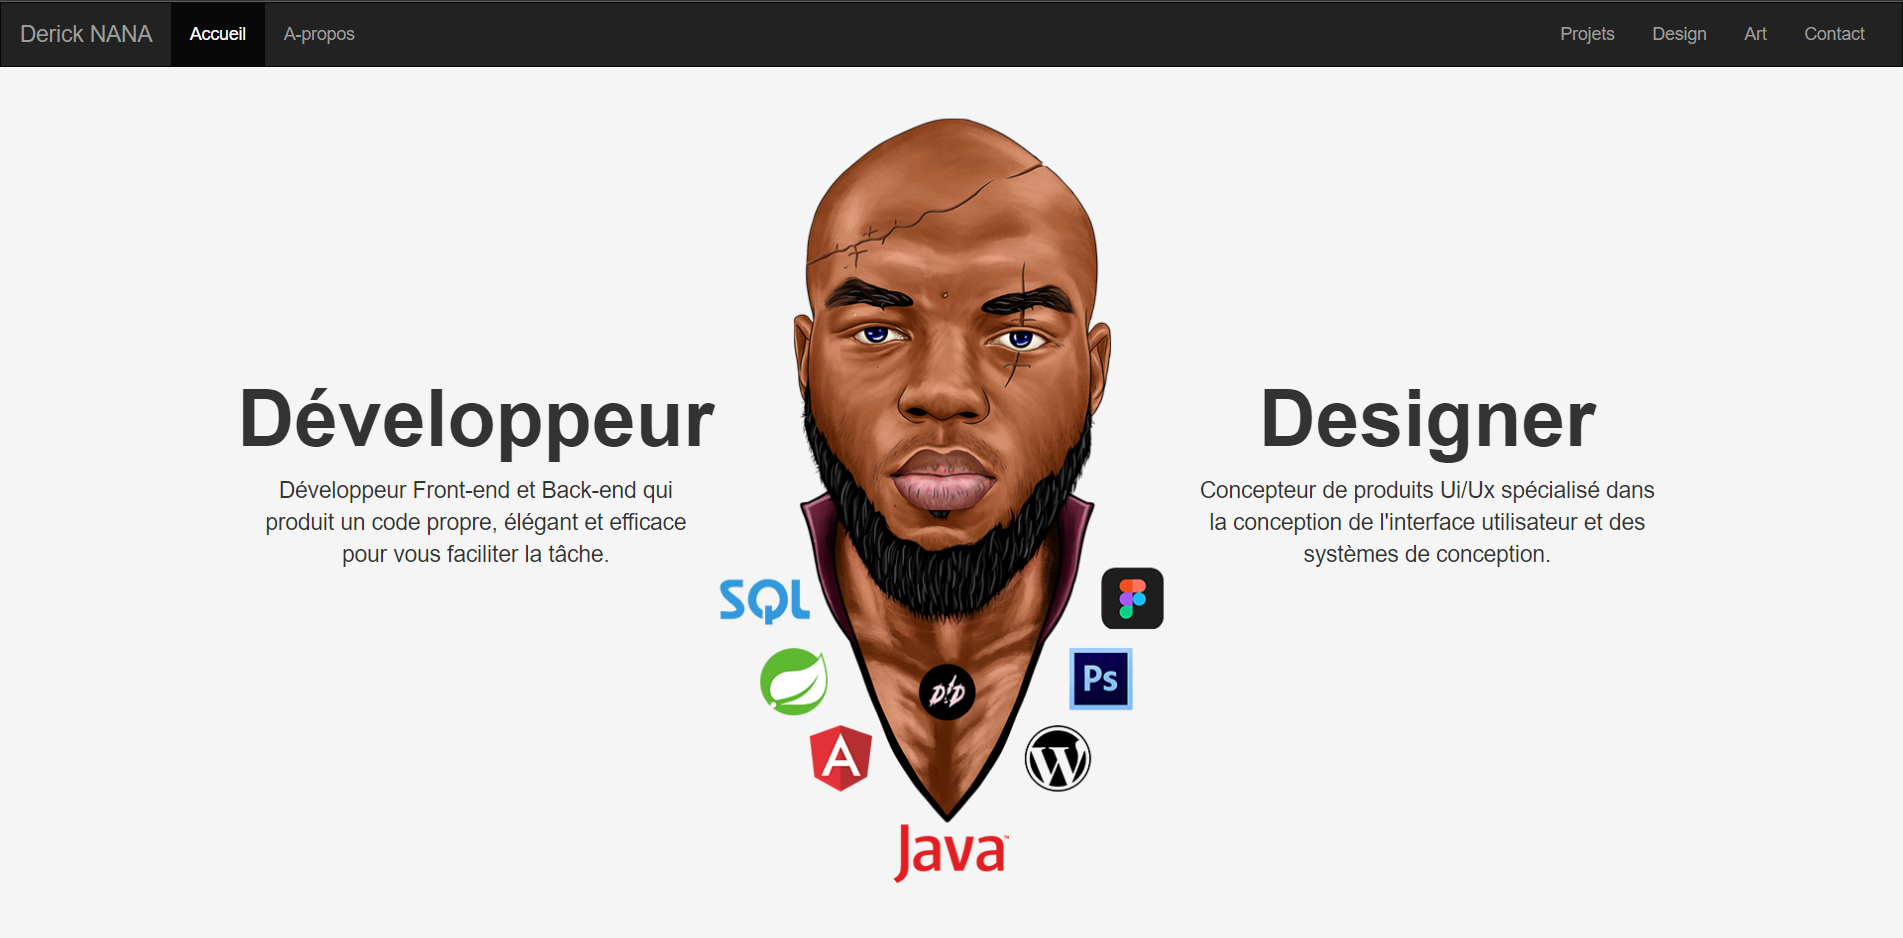 Derick NANA Accueil A-propos Projets Design Art Contact
Développeur
Développeur Front-end et Back-end qui
produit un code propre, élégant et efficace
pour vous faciliter la tâche.
Designer
Concepteur de produits Ui/Ux spécialisé dans
la conception de l'interface utilisateur et des
systèmes de conception.
SQL
Ps
D!D
A
W
Java™